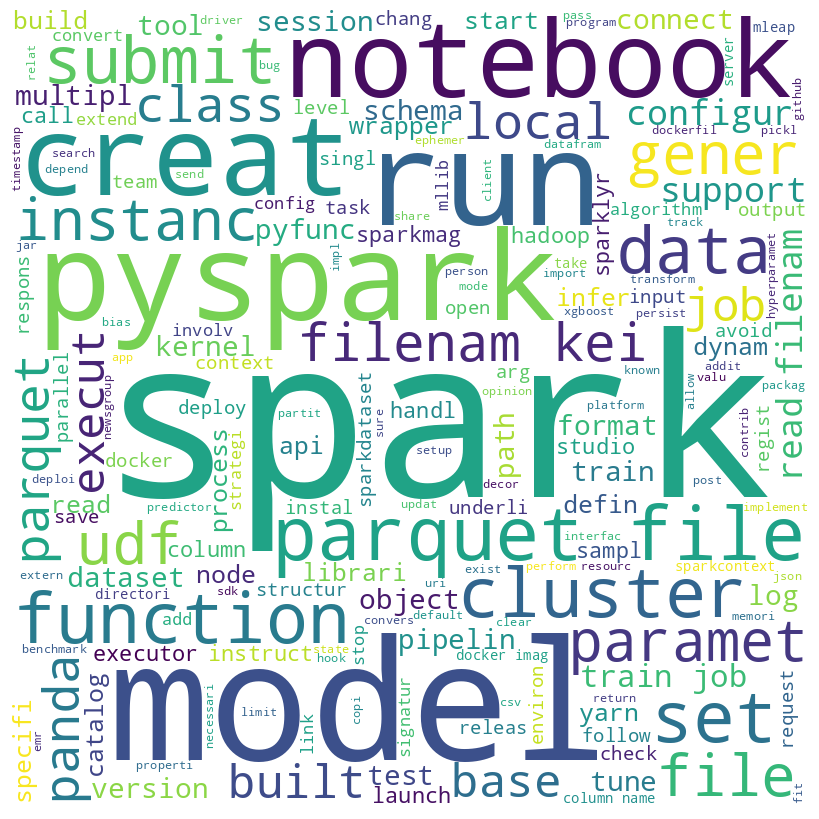 build
tool
driver
session
chang
start
connect
pass
program
mleap
convert
relat
submit
bug
notebook
server
github
multipl
class
level
schema
local
configur
call
extend
wrapper
dockerfil
pickl
timestamp
search
depend
creat
singl
ephemer
run
datafram
gener
team
send
mllib
client
support
config
task
algorithm
output
instanc
share
track
pyfunc
sparkmag
hadoop
sparklyr
data
jar
respons
pyspark
impl
person
mode
open
take
import
transform
hyperparamet
bias
involv
infer
input
job
filenam
xgboost
persist
kernel
filenam kei
avoid
read
app
context
dynam
addit
valu
parquet
execut
newsgroup
parallel
spark
arg
known
opinion
allow
packag
deploy
partit
handl
platform
format
path
regist
contrib
strategi
process
api
sure
sparkdataset
setup
studio
docker
train
post
deploi
decor
save
read
predictor
instal
updat
underli
defin
implement
udf
parquet file
column
interfac
sampl
librari
dataset
node
exist
perform
resourc
sparkcontext
extern
sdk
structur
uri
json
directori
object
cluster
log
add
convers
default
memori
function
stop
clear
pipelin
paramet
benchmark
executor
instruct
state
hook
docker imag
train job
panda
catalog
model
csv
return
request
specifi
necessari
link
limit
copi
signatur
environ
set
yarn
releas
follow
emr
check
properti
test
file
version
built
launch
base
tune
column name
fit